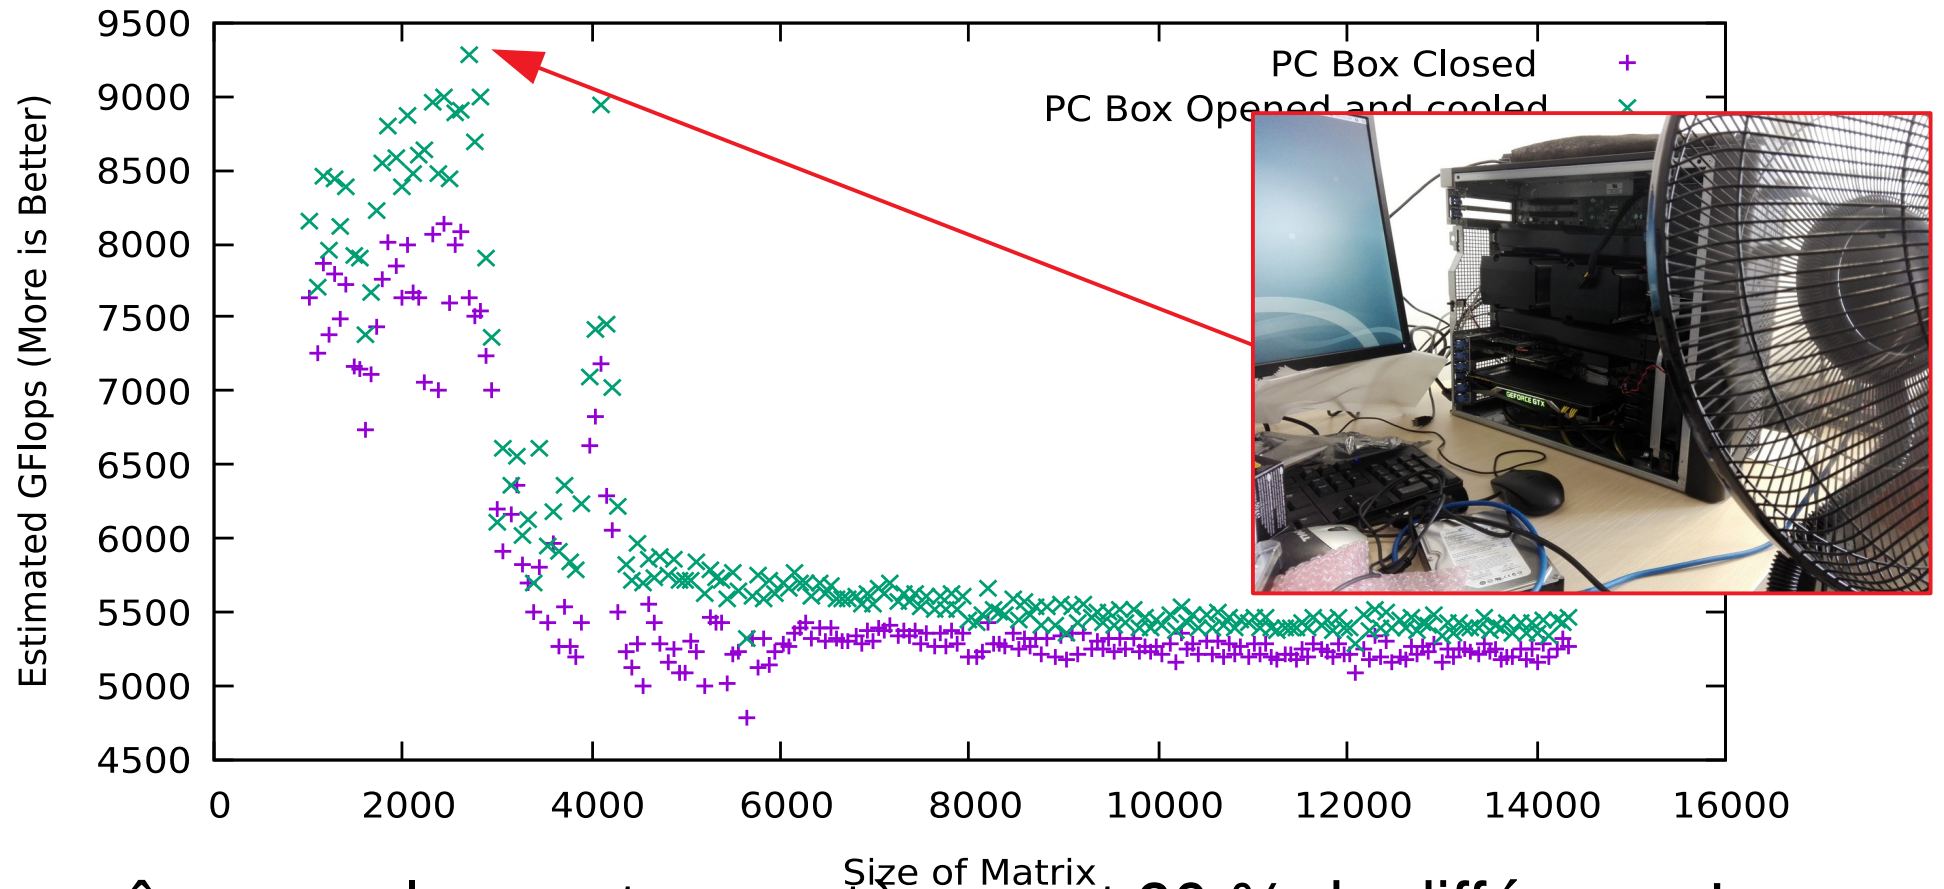 9500
9000
8500
8000
7500
7000
6500
6000
5500
5000
4500
Estimated GFlops (More is Better)
PC Box Closed
PC Box Opened and cooled
GEFORCE GTX
0 2000 4000 6000 8000 10000 12000 14000 16000
Size of Matrix